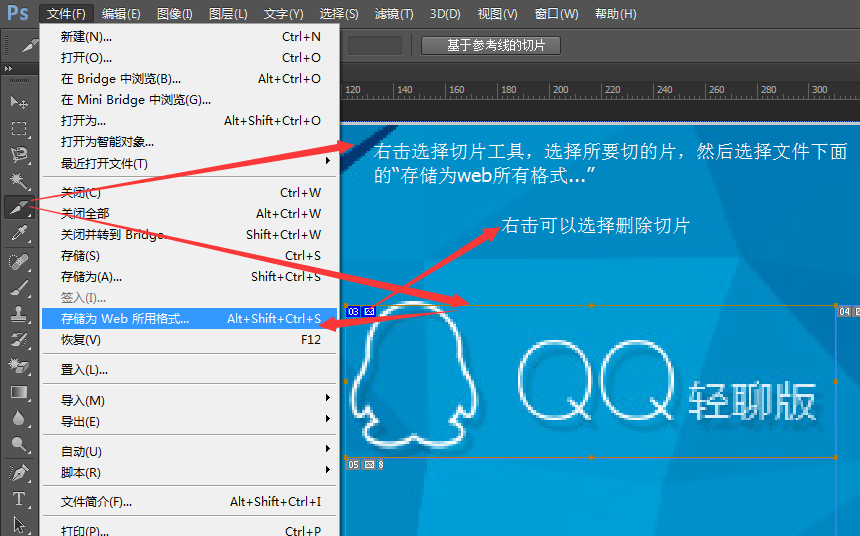 Ps 文件(F) 编辑(E) 图像(I) 图层(L) 文字(Y) 选择(S) 滤镜(T) 3D(D) 视图(V) 窗口(W) 帮助(H)
基于参考线的切片
新建(N)... Ctrl+N
打开(O)... Ctrl+O
在 Bridge 中浏览(B)... Alt+Ctrl+O
在 Mini Bridge 中浏览(G)...
打开为... Alt+Shift+Ctrl+O
打开为智能对象...
最近打开文件(T)
关闭(C) Ctrl+W
关闭全部 Alt+Ctrl+W
关闭并转到 Bridge... Shift+Ctrl+W
存储(S) Ctrl+S
存储为(A)... Shift+Ctrl+S
签入(I)...
存储为 Web 所用格式... Alt+Shift+Ctrl+S
恢复(V) F12
置入(L)...
导入(M)
导出(E)
自动(U)
脚本(R)
文件简介(F)... Alt+Shift+Ctrl+I
打印(P)... Ctrl+P
120 140 160 180 200 220 240 260 280 300
右击选择切片工具，选择所要切的片，然后选择文件下面
的“存储为web所有格式...”
右击可以选择删除切片
03
04
QQ 轻聊版
05
T